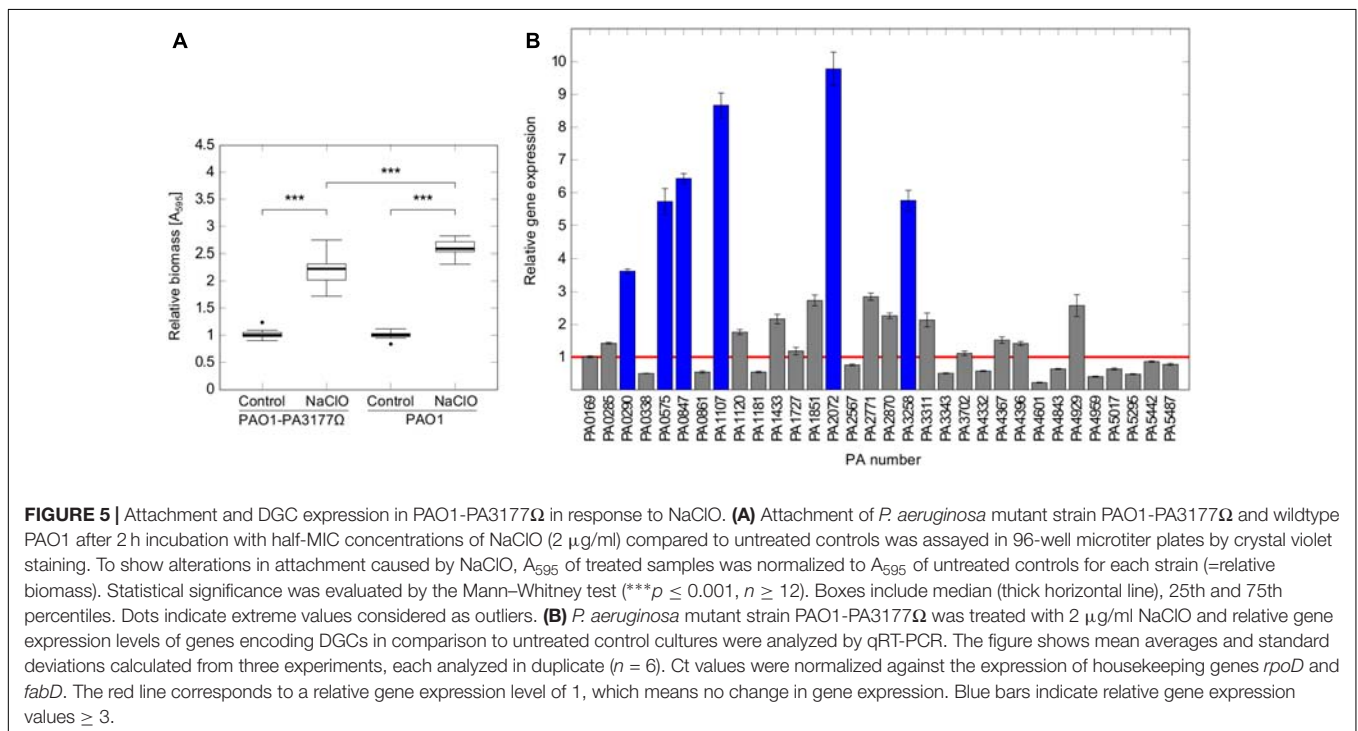 A
Relative biomass [A595]
4.5
4
3.5
3
2.5
2
1.5
1
0.5
0
***
***
***
Control NaClO Control NaClO
PAO1-PA3177Ω PAO1
B
Relative gene expression
10
9
8
7
6
5
4
3
2
1
PA0169
PA0285
PA0290
PA0338
PA0575
PA0847
PA0861
PA1107
PA1120
PA1181
PA1433
PA1727
PA1851
PA2072
PA2567
PA2771
PA2870
PA3258
PA3311
PA3343
PA3702
PA4332
PA4367
PA4396
PA4601
PA4843
PA4929
PA4959
PA5017
PA5295
PA5442
PA5487
PA number
FIGURE 5 | Attachment and DGC expression in PAO1-PA3177Ω in response to NaClO. (A) Attachment of P. aeruginosa mutant strain PAO1-PA3177Ω and wildtype
PAO1 after 2 h incubation with half-MIC concentrations of NaClO (2 μg/ml) compared to untreated controls was assayed in 96-well microtiter plates by crystal violet
staining. To show alterations in attachment caused by NaClO, A595 of treated samples was normalized to A595 of untreated controls for each strain (=relative
biomass). Statistical significance was evaluated by the Mann–Whitney test (***p ≤ 0.001, n ≥ 12). Boxes include median (thick horizontal line), 25th and 75th
percentiles. Dots indicate extreme values considered as outliers. (B) P. aeruginosa mutant strain PAO1-PA3177Ω was treated with 2 μg/ml NaClO and relative gene
expression levels of genes encoding DGCs in comparison to untreated control cultures were analyzed by qRT-PCR. The figure shows mean averages and standard
deviations calculated from three experiments, each analyzed in duplicate (n = 6). Ct values were normalized against the expression of housekeeping genes rpoD and
fabD. The red line corresponds to a relative gene expression level of 1, which means no change in gene expression. Blue bars indicate relative gene expression
values ≥ 3.